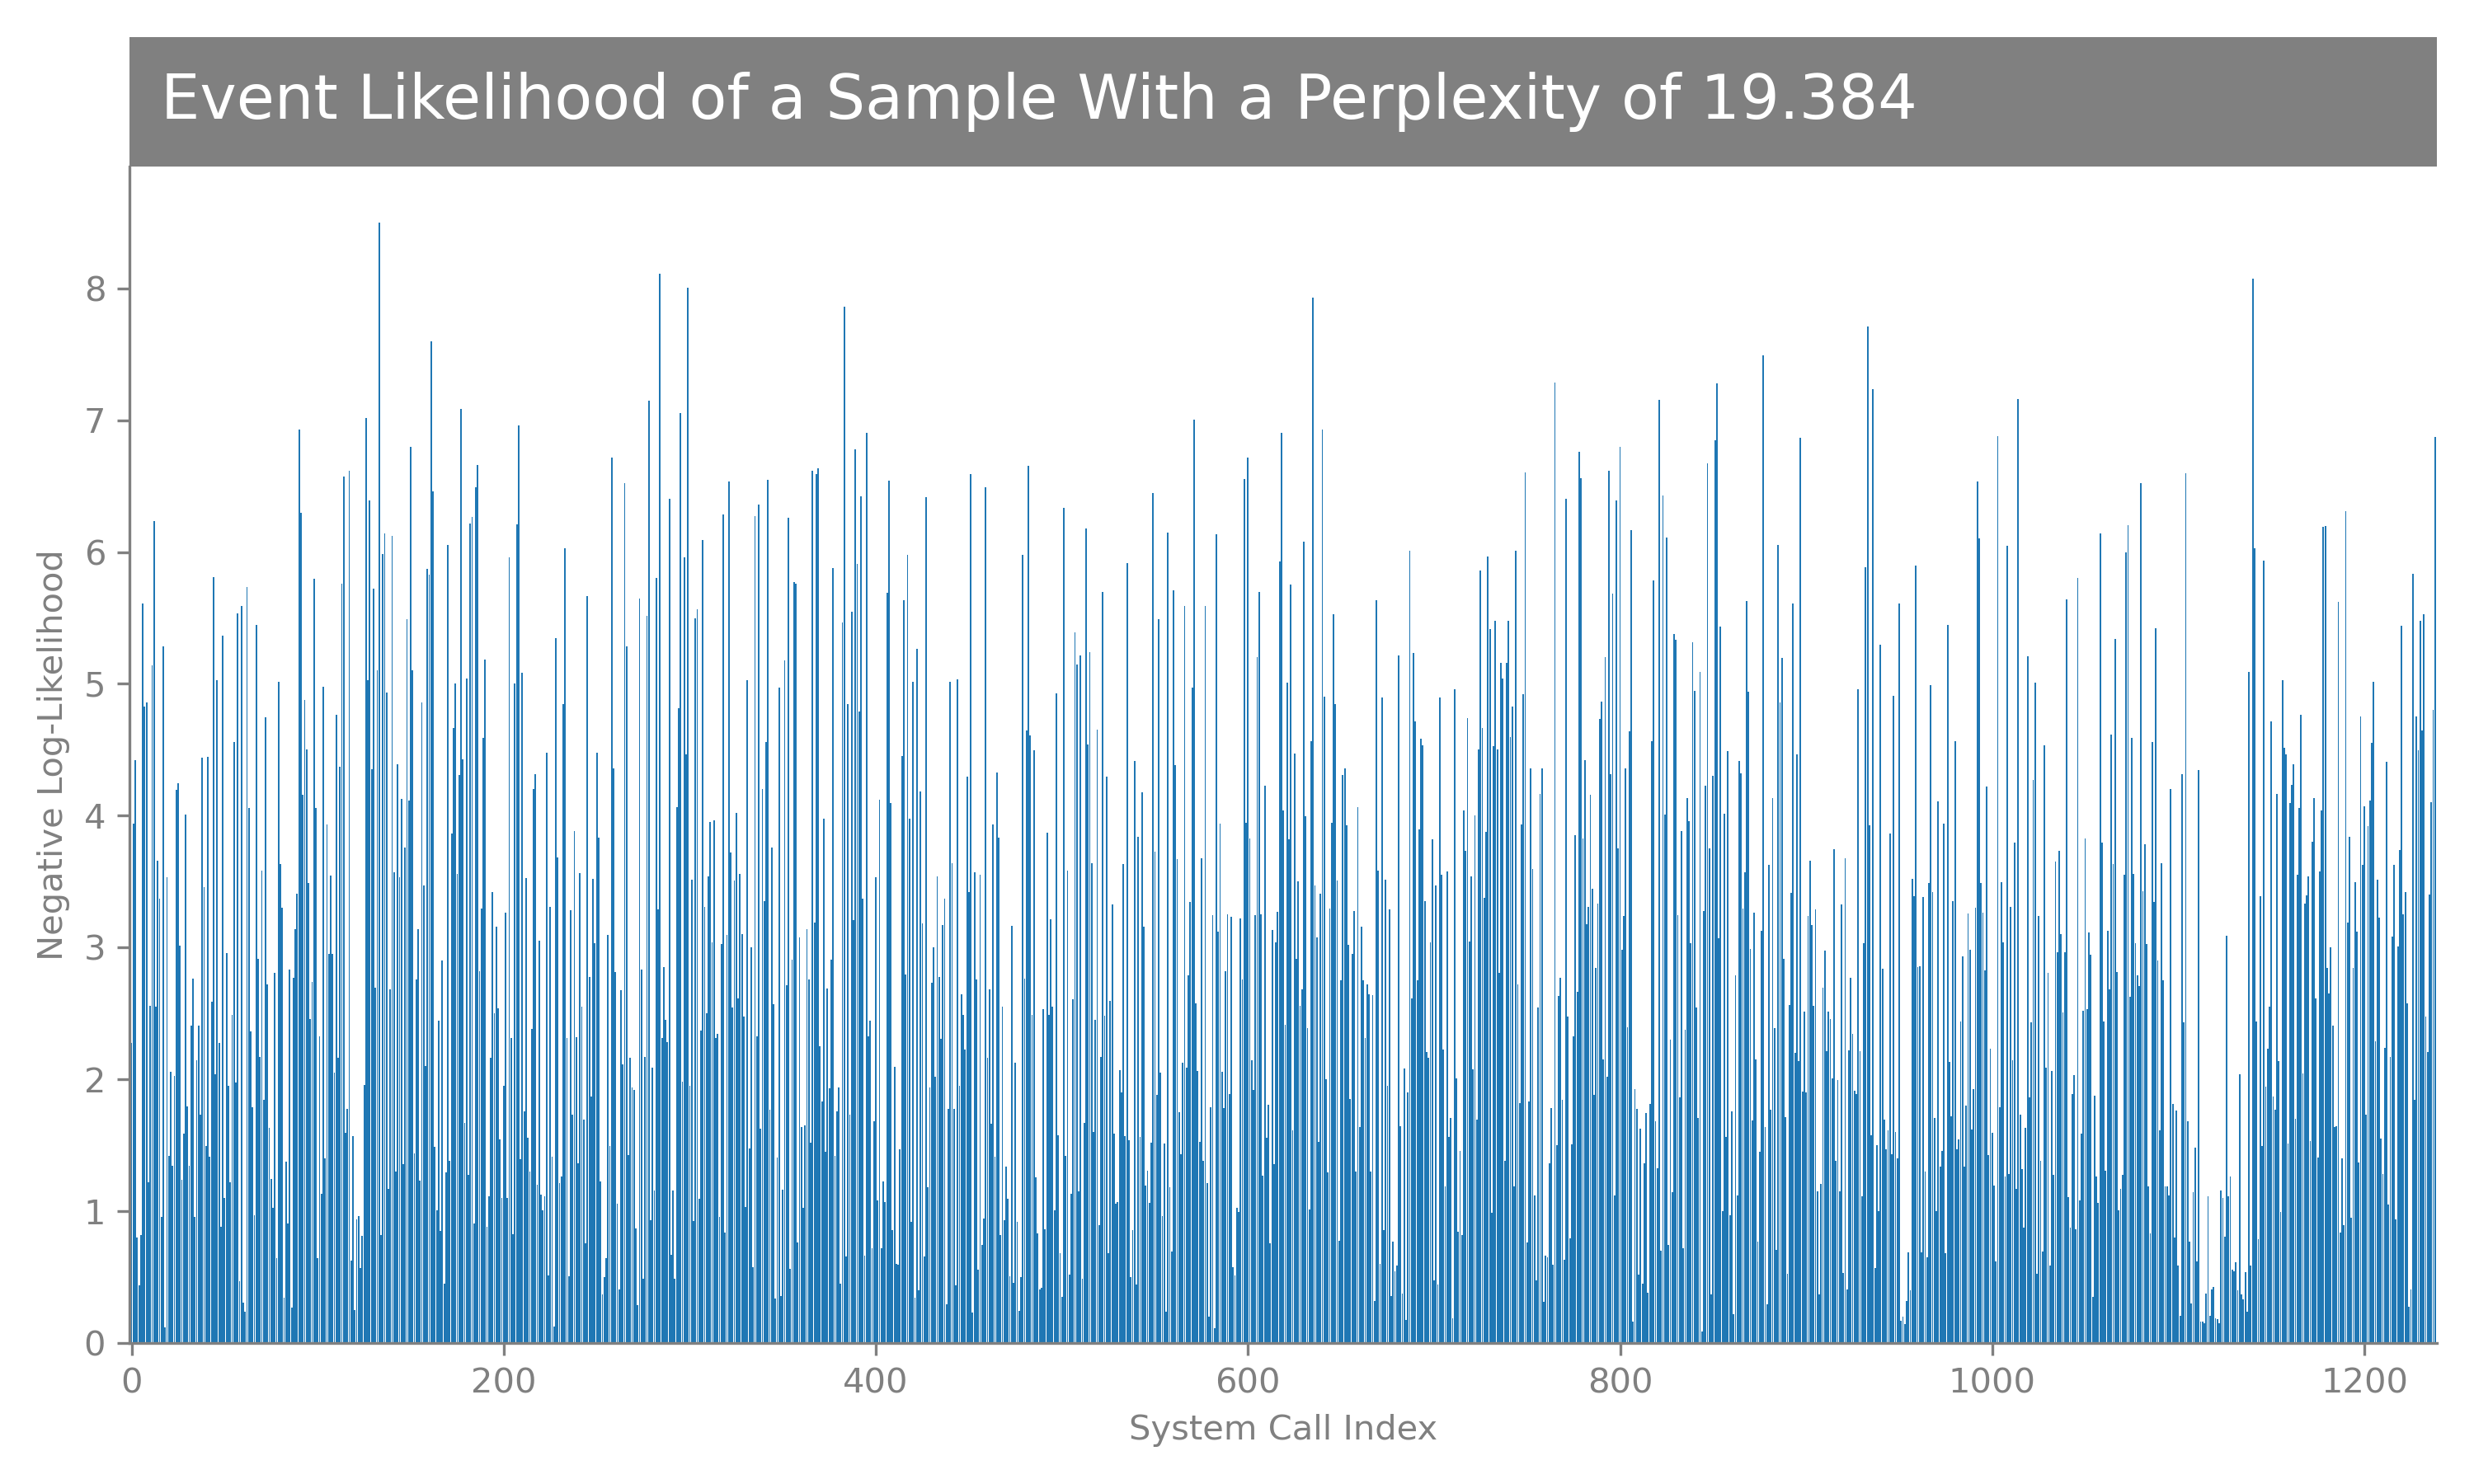 Event Likelihood of a Sample With a Perplexity of 19.384
Negative Log-Likelihood
8
7
6
5
4
3
2
1
0
0 200 400 600 800 1000 1200
System Call Index